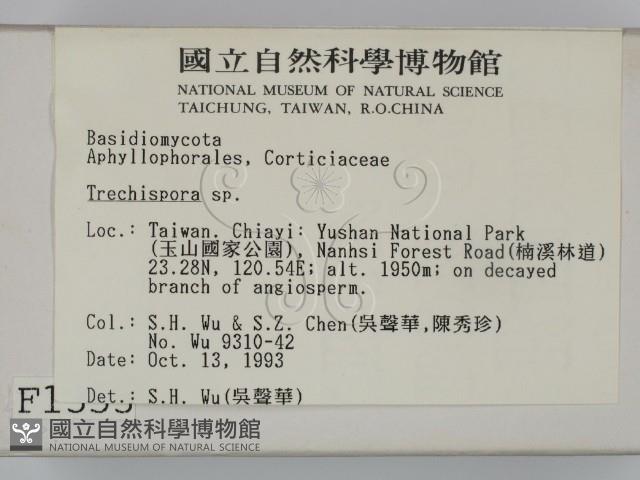 國立自然科學博物館
NATIONAL MUSEUM OF NATURAL SCIENCE
TAICHUNG, TAIWAN, R.O.CHINA
Basidiomycota
Aphyllophorales, Corticiaceae
Trechispora sp.
Loc.: Taiwan. Chiayi: Yushan National Park
(玉山國家公園), Nanhsi Forest Road(楠溪林道)
23.28N, 120.54E; alt. 1950m; on decayed
branch of angiosperm.
Col.: S.H. Wu & S.Z. Chen(吳聲華,陳秀珍)
No. Wu 9310-42
Date: Oct. 13, 1993
Det.: S.H. Wu(吳聲華)
國立自然科學博物館
NATIONAL MUSEUM OF NATURAL SCIENCE